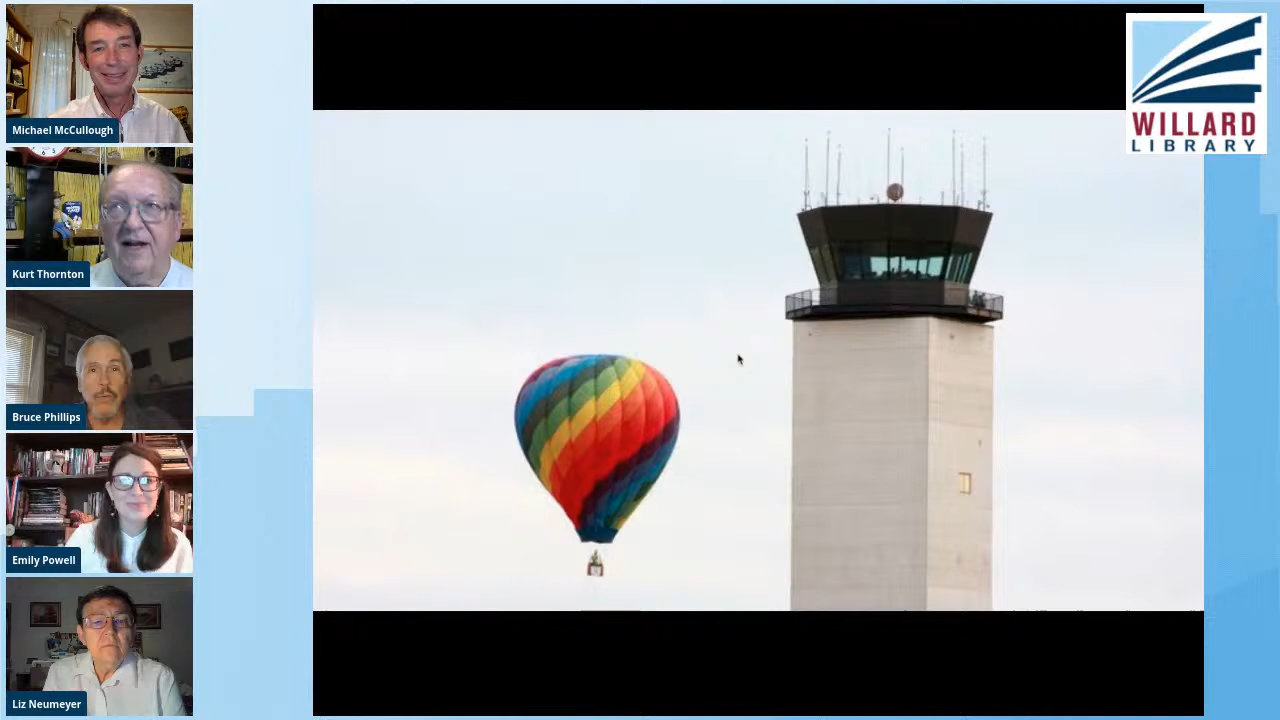 Michael McCullough
Kurt Thornton
Bruce Phillips
Emily Powell
Liz Neumeyer
WILLARD
LIBRARY